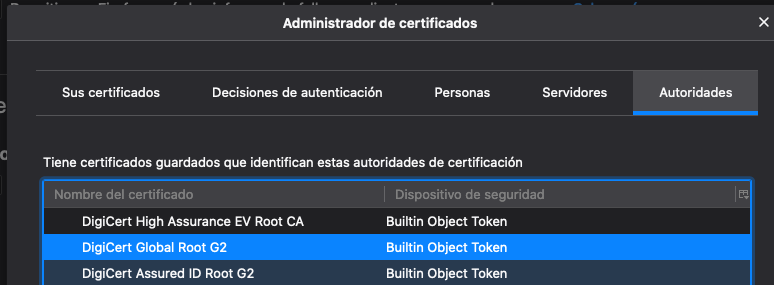 Administrador de certificados
Sus certificados
Decisiones de autenticación
Personas
Servidores
Autoridades
Tiene certificados guardados que identifican estas autoridades de certificación
Nombre del certificado Dispositivo de seguridad
DigiCert High Assurance EV Root CA Builtin Object Token
DigiCert Global Root G2 Builtin Object Token
DigiCert Assured ID Root G2 Builtin Object Token